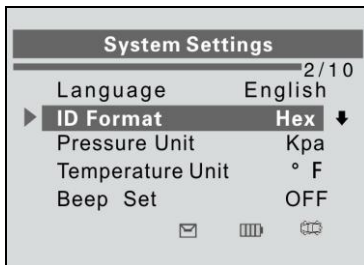 System Settings
2/10
Language English
ID Format Hex
Pressure Unit Kpa
Temperature Unit ° F
Beep Set OFF